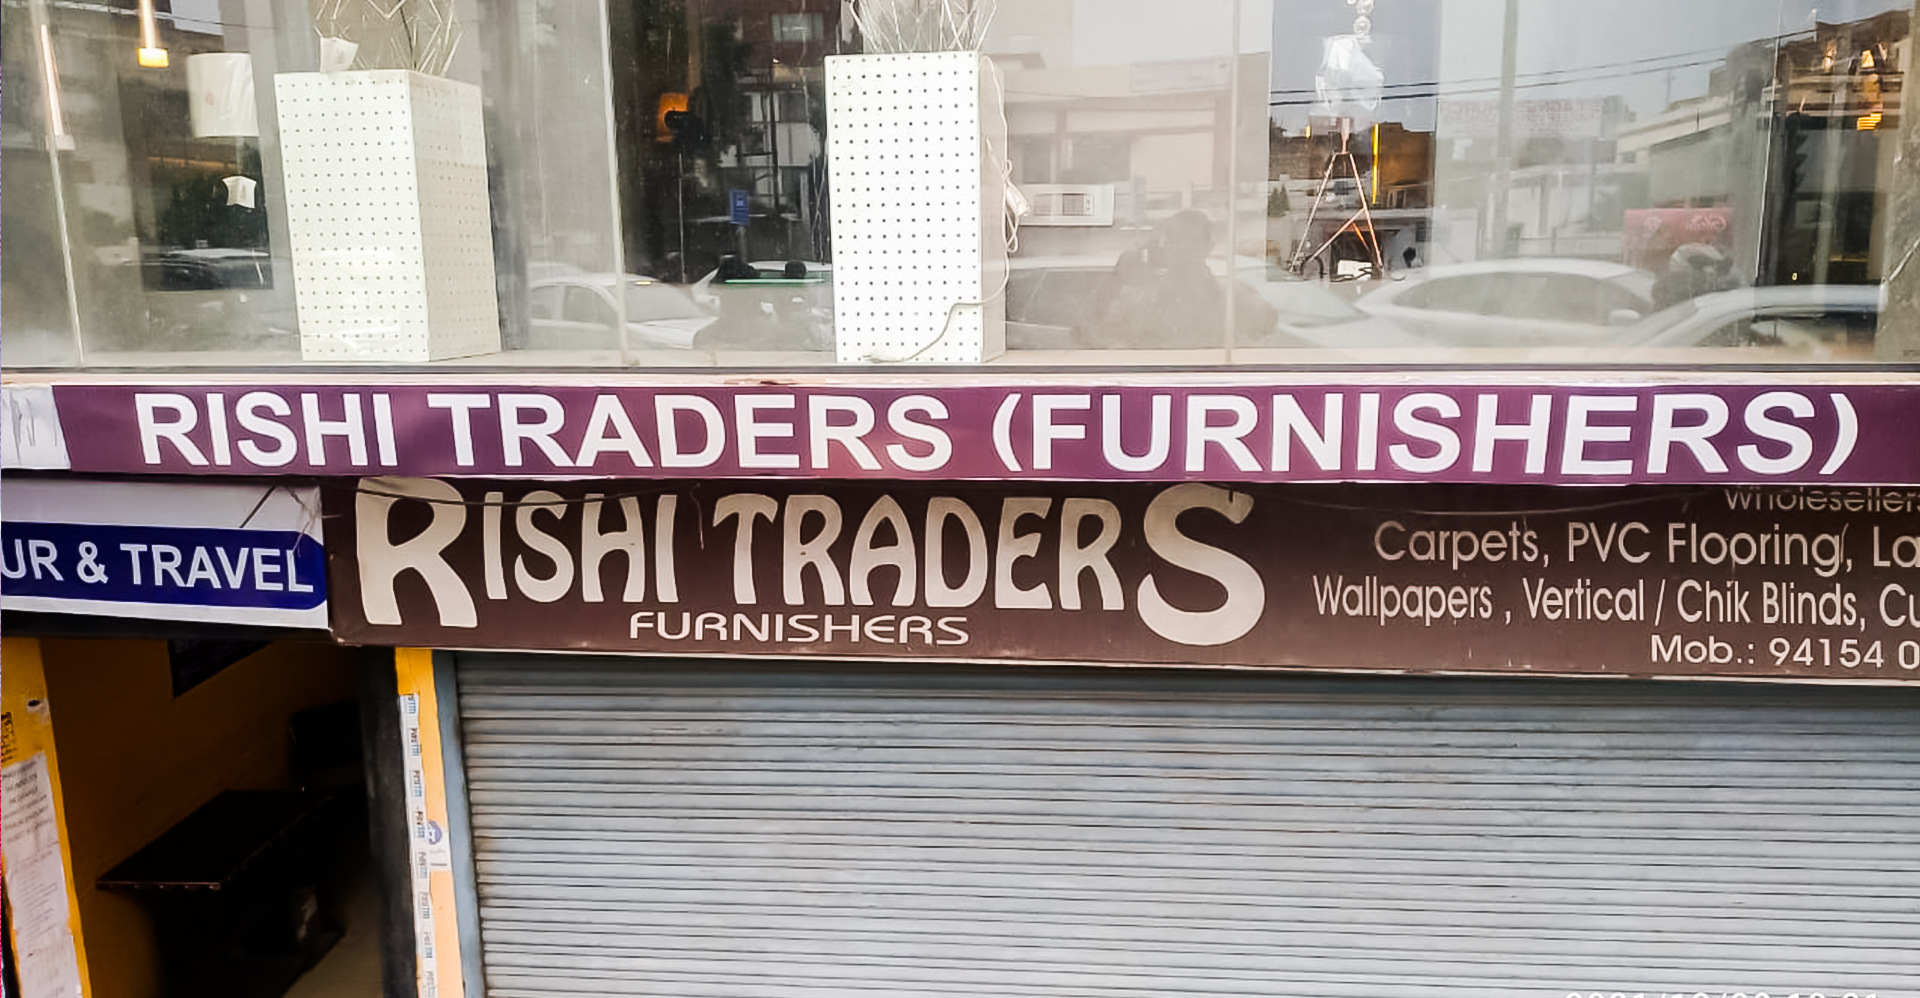 RISHI TRADERS (FURNISHERS)
UR & TRAVEL
RISHI TRADERS
FURNISHERS
Wholesellers
Carpets, PVC Flooring, La
Wallpapers , Vertical / Chik Blinds, Cu
Mob.: 94154 0